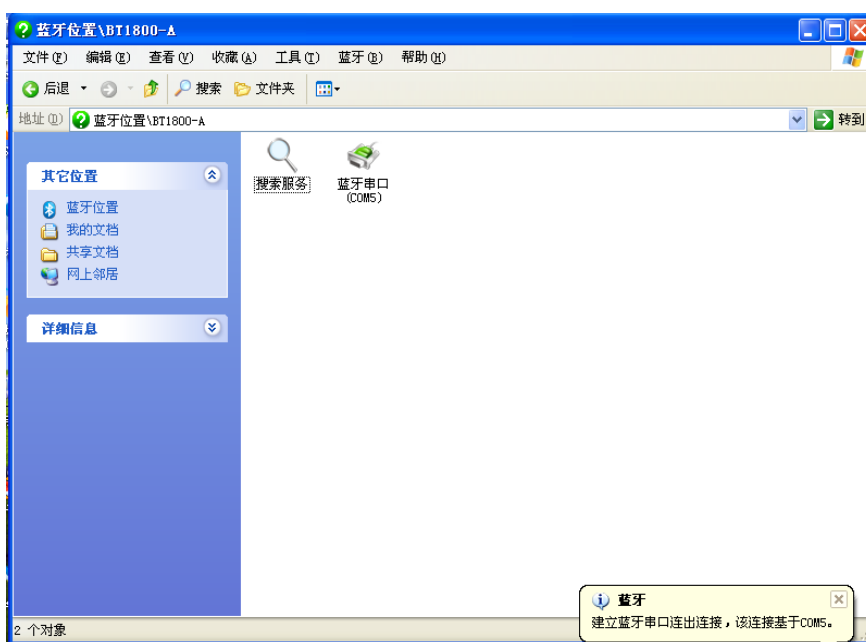 蓝牙位置\BT1800-A
文件(F) 编辑(E) 查看(V) 收藏(A) 工具(T) 蓝牙(B) 帮助(H)
后退 搜索 文件夹
地址(D) 蓝牙位置\BT1800-A 转到
其它位置
蓝牙位置
我的文档
共享文档
网上邻居
详细信息
搜索服务
蓝牙串口
(COM5)
蓝牙
建立蓝牙串口连出连接，该连接基于COM5。
2 个对象